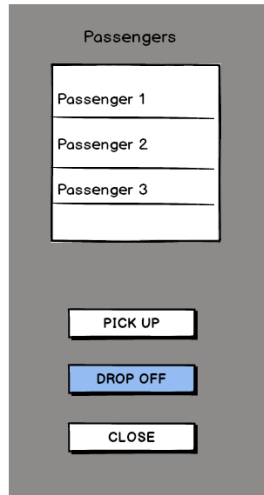 Passengers
Passenger 1
Passenger 2
Passenger 3
PICK UP
DROP OFF
CLOSE